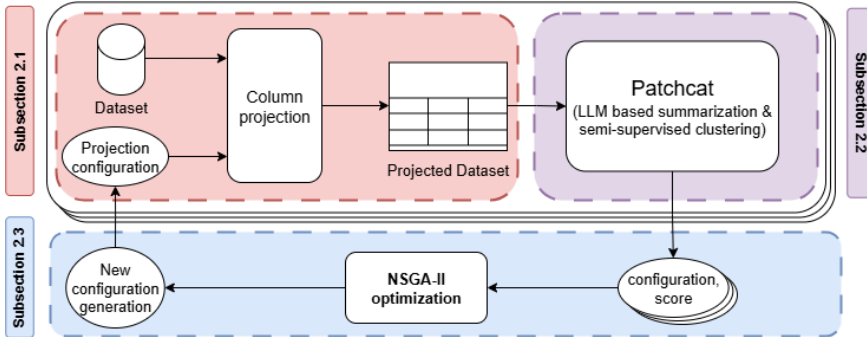 Subsection 2.1
Dataset
Projection
configuration
Column
projection
Projected Dataset
Patchcat
(LLM based summarization &
semi-supervised clustering)
Subsection 2.2
Subsection 2.3
New
configuration
generation
NSGA-II
optimization
configuration,
score